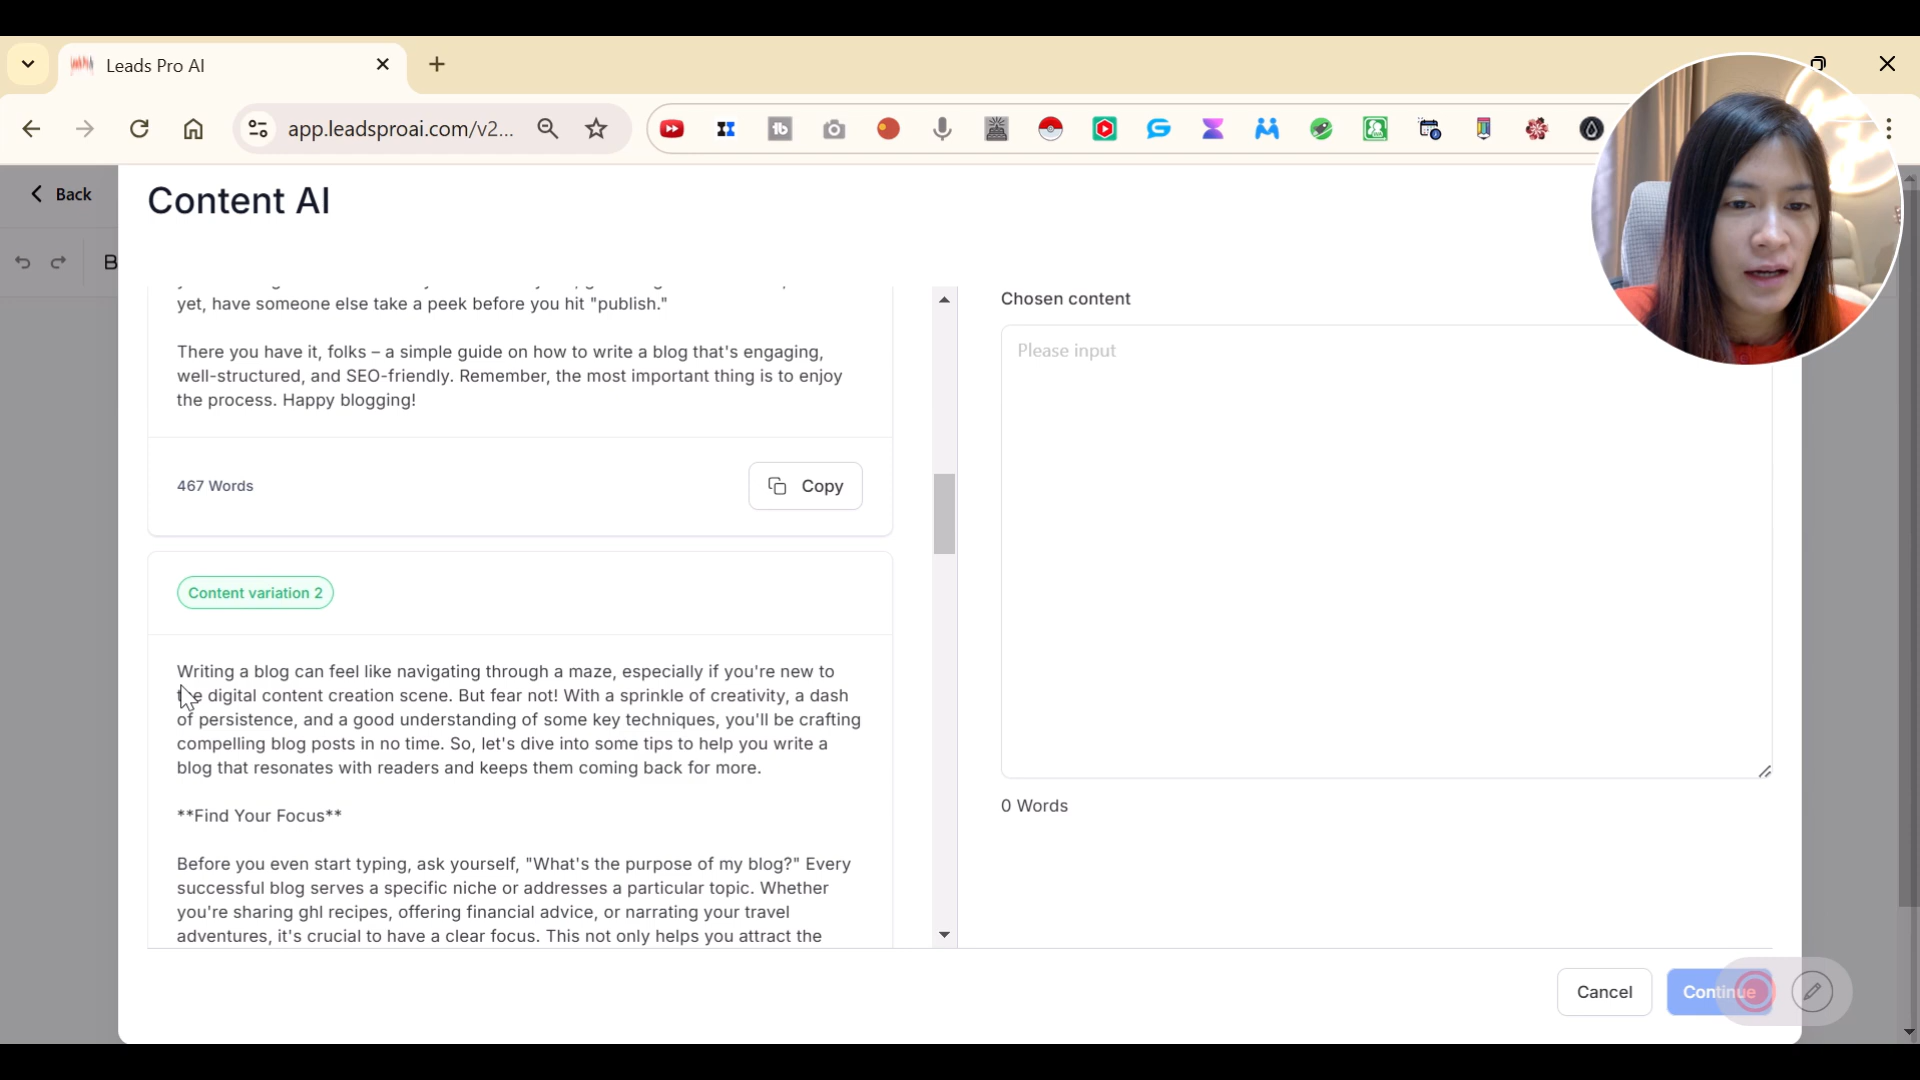 Leads Pro AI
app.leadsproai.com/v2...
Back
Content AI
B
yet, have someone else take a peek before you hit "publish."
There you have it, folks – a simple guide on how to write a blog that's engaging,
well-structured, and SEO-friendly. Remember, the most important thing is to enjoy
the process. Happy blogging!
467 Words
Copy
Content variation 2
Writing a blog can feel like navigating through a maze, especially if you're new to
the digital content creation scene. But fear not! With a sprinkle of creativity, a dash
of persistence, and a good understanding of some key techniques, you'll be crafting
compelling blog posts in no time. So, let's dive into some tips to help you write a
blog that resonates with readers and keeps them coming back for more.
**Find Your Focus**
Before you even start typing, ask yourself, "What's the purpose of my blog?" Every
successful blog serves a specific niche or addresses a particular topic. Whether
you're sharing ghl recipes, offering financial advice, or narrating your travel
adventures, it's crucial to have a clear focus. This not only helps you attract the
Chosen content
Please input
0 Words
Cancel
Continue